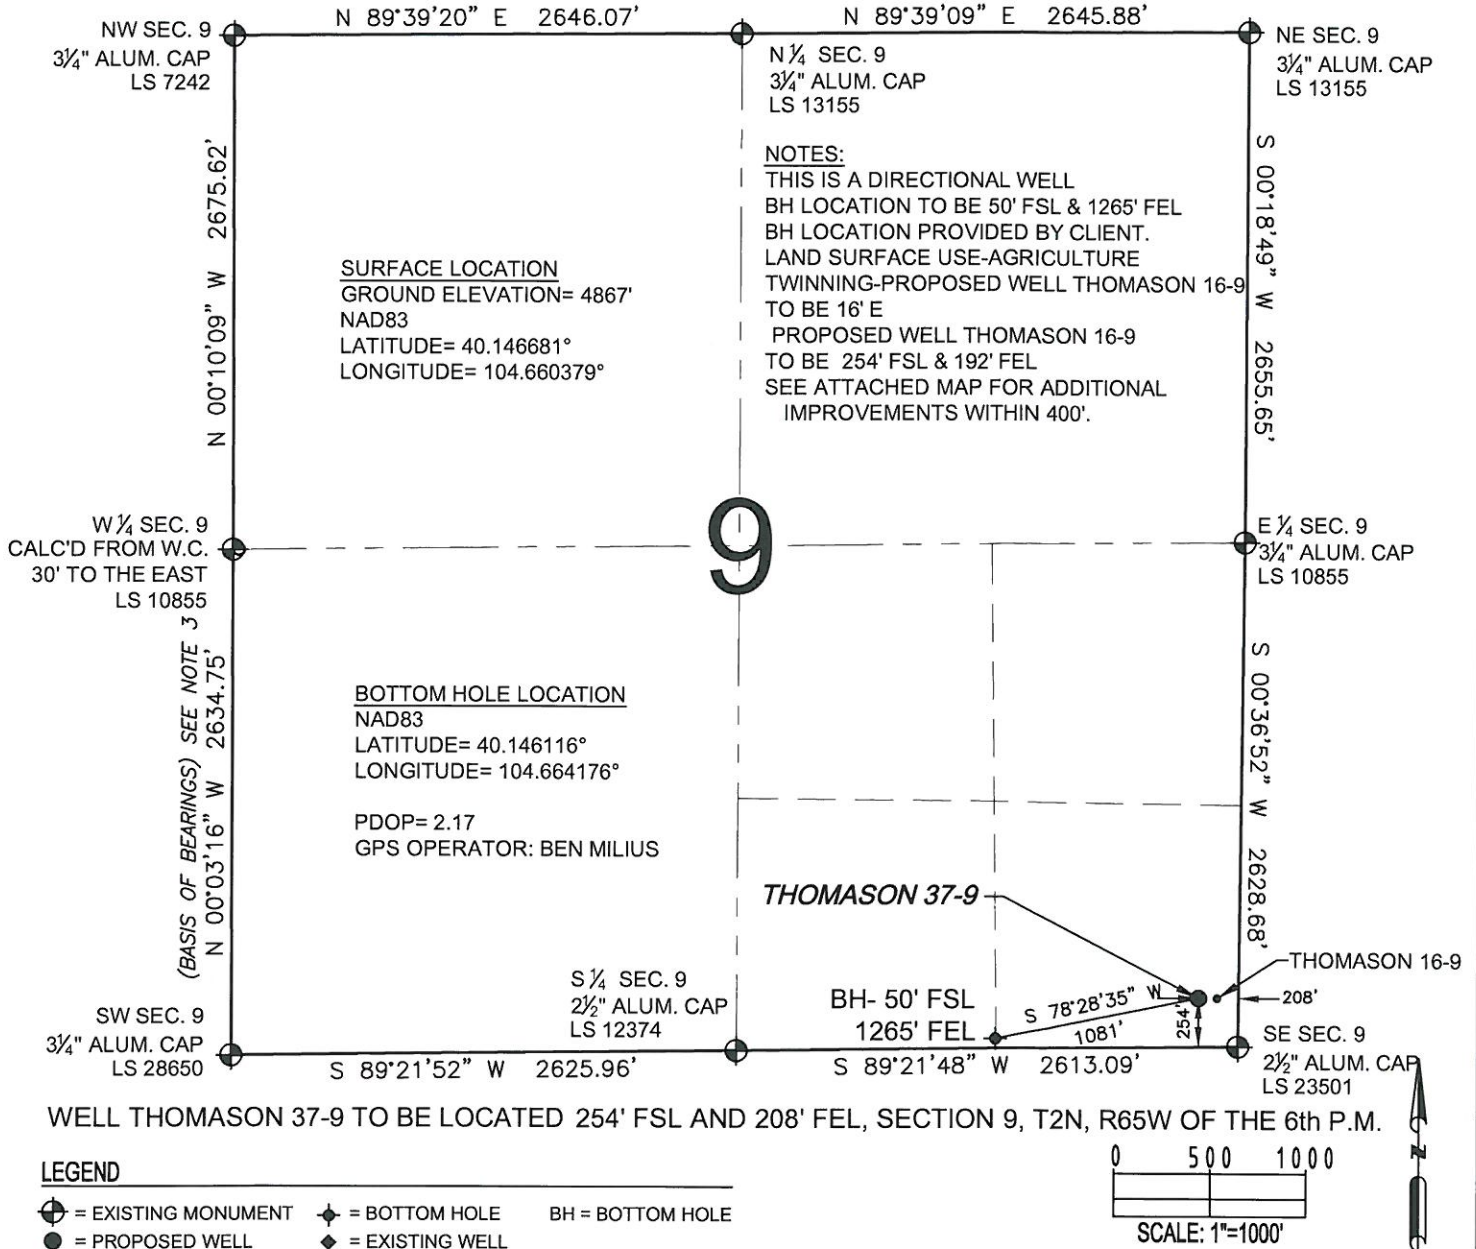 N 89°39'20" E 2646.07'
N 89°39'09" E 2645.88'
NW SEC. 9
3¼" ALUM. CAP
LS 7242
N ¼ SEC. 9
3¼" ALUM. CAP
LS 13155
NE SEC. 9
3¼" ALUM. CAP
LS 13155
N 00°10'09" W 2675.62'
S 00°18'49" W 2655.65'
NOTES:
THIS IS A DIRECTIONAL WELL
BH LOCATION TO BE 50' FSL & 1265' FEL
BH LOCATION PROVIDED BY CLIENT.
LAND SURFACE USE-AGRICULTURE
TWINNING-PROPOSED WELL THOMASON 16-9
TO BE 16' E
PROPOSED WELL THOMASON 16-9
TO BE 254' FSL & 192' FEL
SEE ATTACHED MAP FOR ADDITIONAL
IMPROVEMENTS WITHIN 400'.
SURFACE LOCATION
GROUND ELEVATION= 4867'
NAD83
LATITUDE= 40.146681°
LONGITUDE= 104.660379°
W ¼ SEC. 9
CALC'D FROM W.C.
30' TO THE EAST
LS 10855
9
E ¼ SEC. 9
3¼" ALUM. CAP
LS 10855
(BASIS OF BEARINGS) SEE NOTE 3
N 00°03'16" W 2634.75'
S 00°36'52" W 2628.68'
BOTTOM HOLE LOCATION
NAD83
LATITUDE= 40.146116°
LONGITUDE= 104.664176°
PDOP= 2.17
GPS OPERATOR: BEN MILIUS
THOMASON 37-9
THOMASON 16-9
BH- 50' FSL
1265' FEL
S 78°28'35" W
1081'
254'
208'
SW SEC. 9
3¼" ALUM. CAP
LS 28650
S ¼ SEC. 9
2½" ALUM. CAP
LS 12374
SE SEC. 9
2½" ALUM. CAP
LS 23501
S 89°21'52" W 2625.96'
S 89°21'48" W 2613.09'
WELL THOMASON 37-9 TO BE LOCATED 254' FSL AND 208' FEL, SECTION 9, T2N, R65W OF THE 6th P.M.
LEGEND
= EXISTING MONUMENT
= BOTTOM HOLE
BH = BOTTOM HOLE
= PROPOSED WELL
= EXISTING WELL
0 500 1000
SCALE: 1"=1000'
N